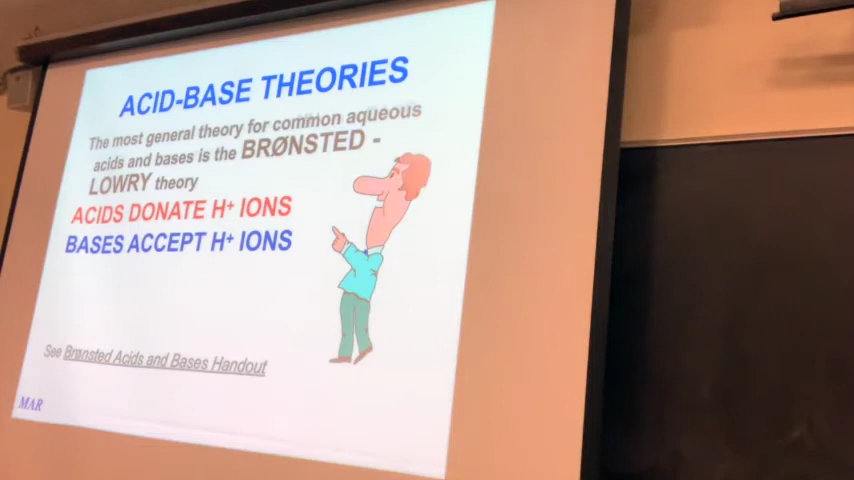 ACID-BASE THEORIES
The most general theory for common aqueous
acids and bases is the BRØNSTED -
LOWRY theory
ACIDS DONATE H⁺ IONS
BASES ACCEPT H⁺ IONS
See Brønsted Acids and Bases Handout
MAR